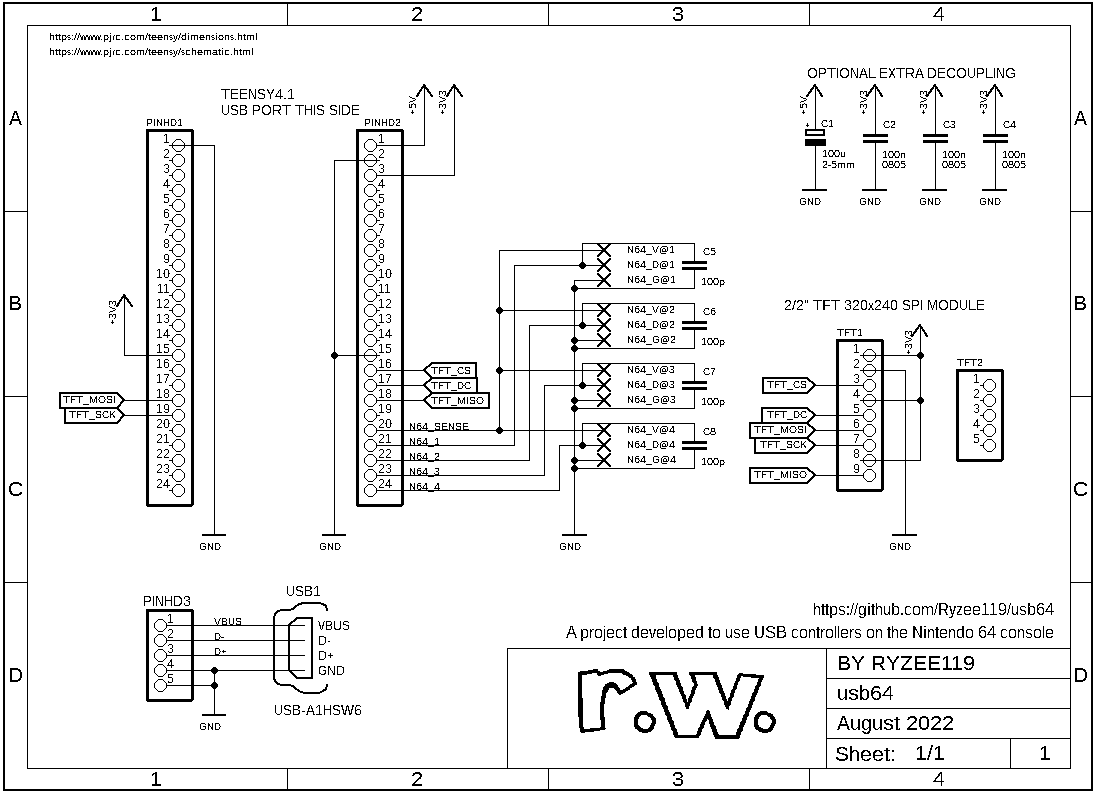 1 2 3 4
https://www.pjrc.com/teensy/dimensions.html
https://www.pjrc.com/teensy/schematic.html
OPTIONAL EXTRA DECOUPLING
TEENSY4.1
USB PORT THIS SIDE
+5V +3V3
+5V +3V3 +3V3 +3V3
A A
PINHD1 PINHD2
+ C1 C2 C3 C4
100u 100n 100n 100n
2-5mm 0805 0805 0805
GND GND GND GND
1 1
2 2
3 3
4 4
5 5
6 6
7 7
8 8
9 9
10 10
11 11
12 12
13 13
14 14
15 15
16 16 TFT_CS
17 17 TFT_DC
18 18 TFT_MISO
19 19
20 20 N64_SENSE
21 21 N64_1
22 22 N64_2
23 23 N64_3
24 24 N64_4
+3V3
TFT_MOSI
TFT_SCK
N64_V@1 C5
N64_D@1
N64_G@1 100p
N64_V@2 C6
N64_D@2
N64_G@2 100p
N64_V@3 C7
N64_D@3
N64_G@3 100p
N64_V@4 C8
N64_D@4
N64_G@4 100p
B B
2/2" TFT 320x240 SPI MODULE
TFT1 +3V3
1
2
TFT_CS 3
4
TFT_DC 5
TFT_MOSI 6
TFT_SCK 7
8
TFT_MISO 9
TFT2
1
2
3
4
5
C C
GND GND GND GND
PINHD3 USB1
1 VBUS VBUS
2 D- D-
3 D+ D+
4 GND
5
GND
USB-A1HSW6
https://github.com/Ryzee119/usb64
A project developed to use USB controllers on the Nintendo 64 console
D D
r.w.
BY RYZEE119
usb64
August 2022
Sheet: 1/1 1
1 2 3 4